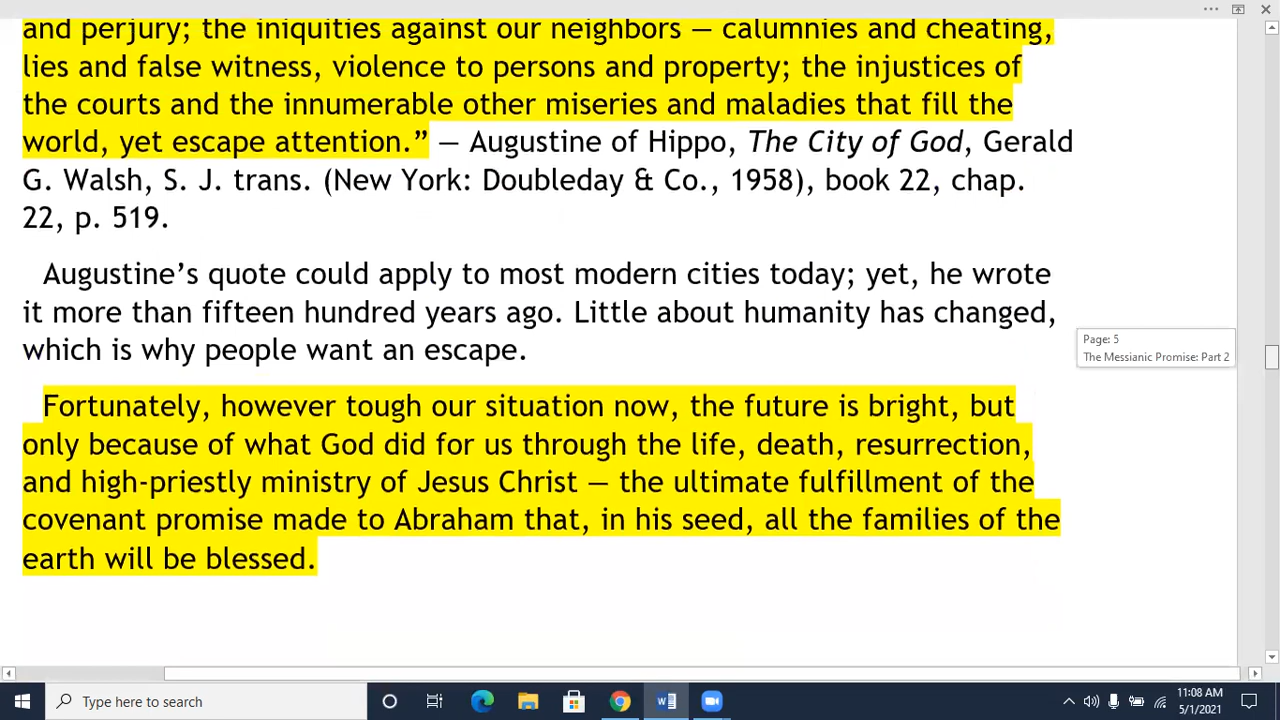 and perjury; the iniquities against our neighbors — calumnies and cheating,
lies and false witness, violence to persons and property; the injustices of
the courts and the innumerable other miseries and maladies that fill the
world, yet escape attention.” — Augustine of Hippo, The City of God, Gerald
G. Walsh, S. J. trans. (New York: Doubleday & Co., 1958), book 22, chap.
22, p. 519.
Augustine’s quote could apply to most modern cities today; yet, he wrote
it more than fifteen hundred years ago. Little about humanity has changed,
which is why people want an escape.
Page: 5
The Messianic Promise: Part 2
Fortunately, however tough our situation now, the future is bright, but
only because of what God did for us through the life, death, resurrection,
and high-priestly ministry of Jesus Christ — the ultimate fulfillment of the
covenant promise made to Abraham that, in his seed, all the families of the
earth will be blessed.
Type here to search
11:08 AM
5/1/2021